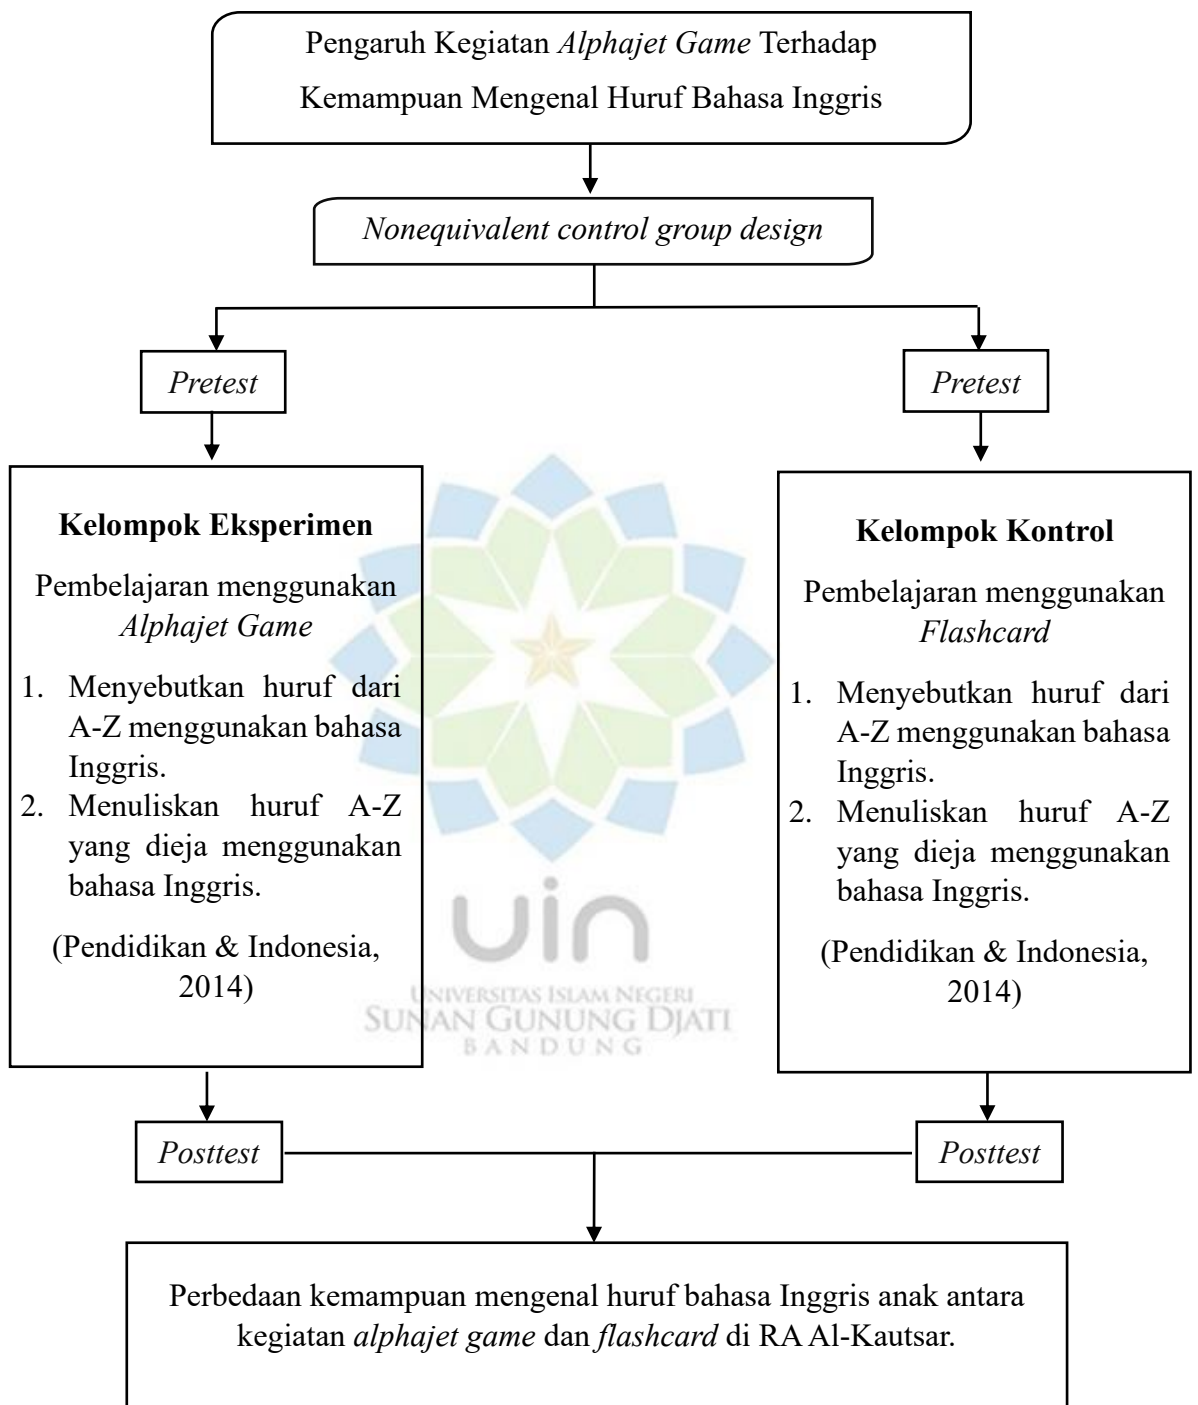 Pengaruh Kegiatan Alphajet Game Terhadap
Kemampuan Mengenal Huruf Bahasa Inggris
Nonequivalent control group design
Pretest
Pretest
Kelompok Eksperimen
Pembelajaran menggunakan
Alphajet Game
1. Menyebutkan huruf dari
A-Z menggunakan bahasa
Inggris.
2. Menuliskan huruf A-Z
yang dieja menggunakan
bahasa Inggris.
(Pendidikan & Indonesia,
2014)
Kelompok Kontrol
Pembelajaran menggunakan
Flashcard
1. Menyebutkan huruf dari
A-Z menggunakan bahasa
Inggris.
2. Menuliskan huruf A-Z
yang dieja menggunakan
bahasa Inggris.
(Pendidikan & Indonesia,
2014)
uin
UNIVERSITAS ISLAM NEGERI
SUNAN GUNUNG DJATI
BANDUNG
Posttest
Posttest
Perbedaan kemampuan mengenal huruf bahasa Inggris anak antara
kegiatan alphajet game dan flashcard di RA Al-Kautsar.